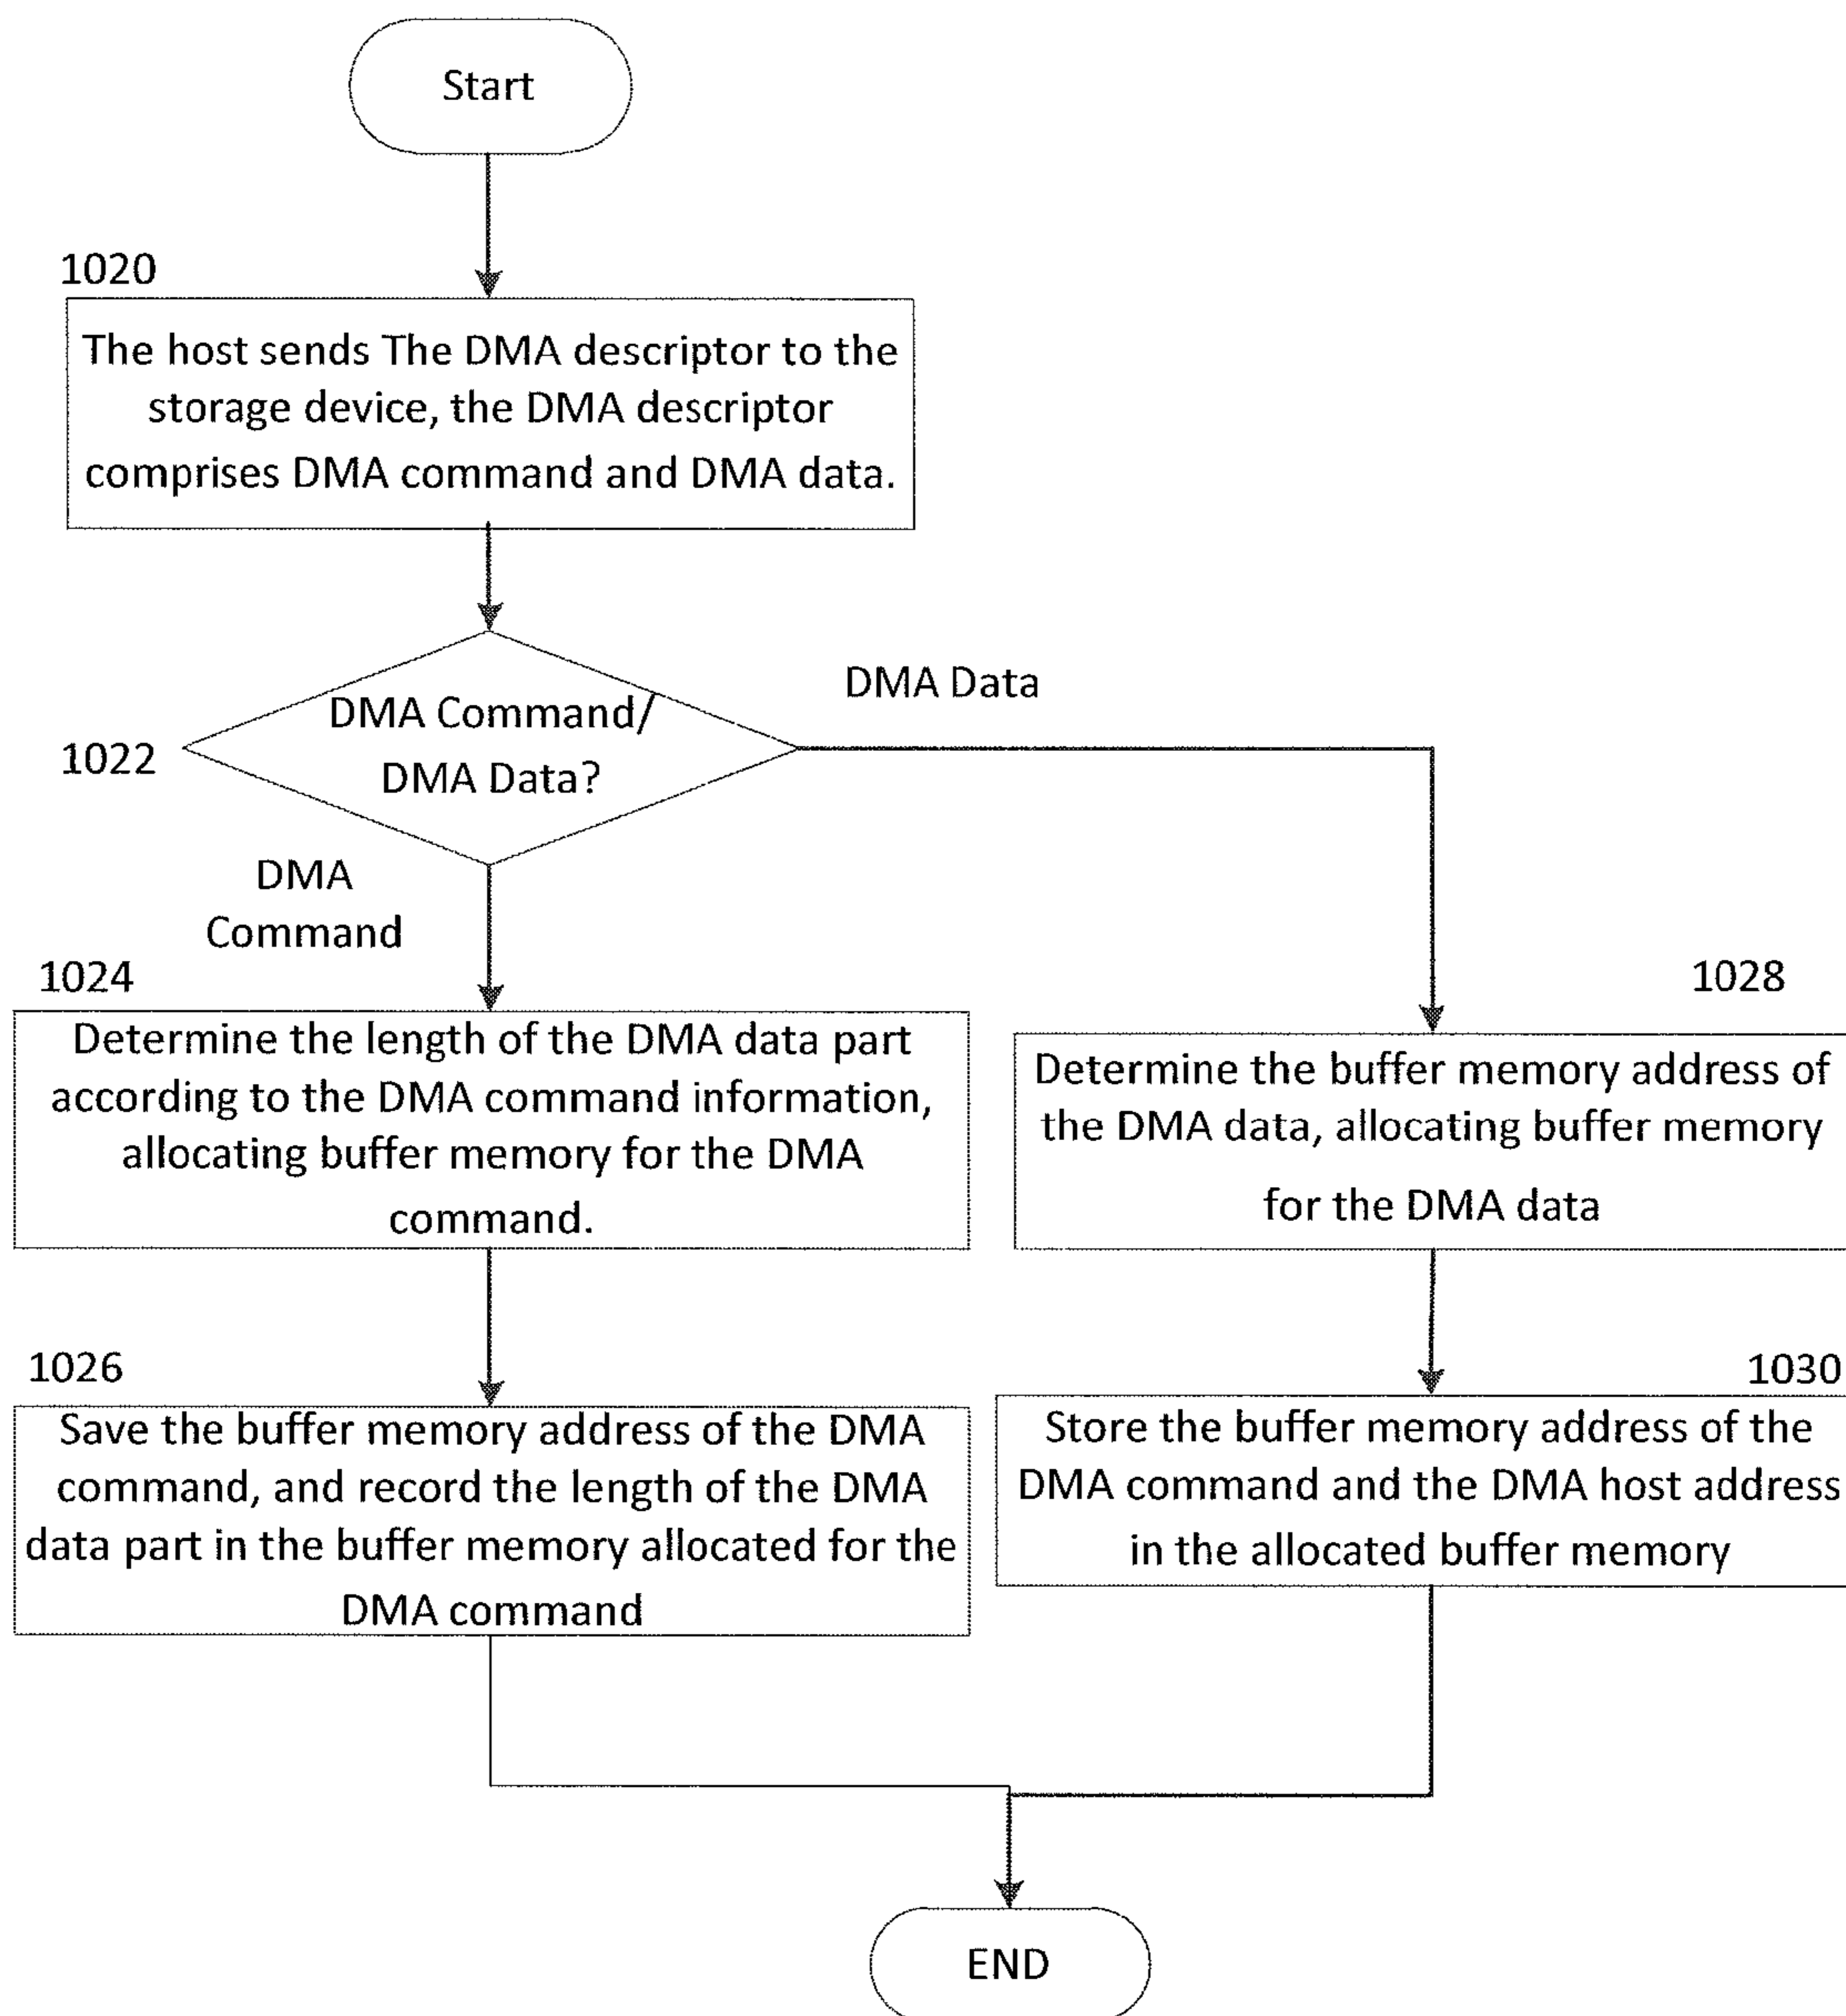 Start
1020
The host sends The DMA descriptor to the
storage device, the DMA descriptor
comprises DMA command and DMA data.
DMA Data
1022
DMA Command/
DMA Data?
DMA
Command
1024
Determine the length of the DMA data part
according to the DMA command information,
allocating buffer memory for the DMA
command.
1028
Determine the buffer memory address of
the DMA data, allocating buffer memory
for the DMA data
1026
Save the buffer memory address of the DMA
command, and record the length of the DMA
data part in the buffer memory allocated for the
DMA command
1030
Store the buffer memory address of the
DMA command and the DMA host address
in the allocated buffer memory
END